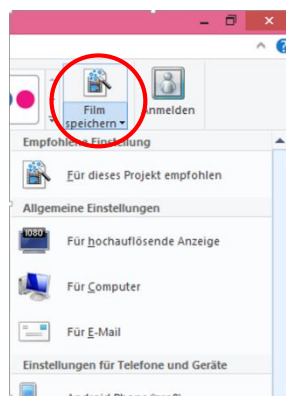 Film
speichern
Anmelden
Empfohlene Einstellung
Für dieses Projekt empfohlen
Allgemeine Einstellungen
1080
Für hochauflösende Anzeige
Für Computer
Für E-Mail
Einstellungen für Telefone und Geräte